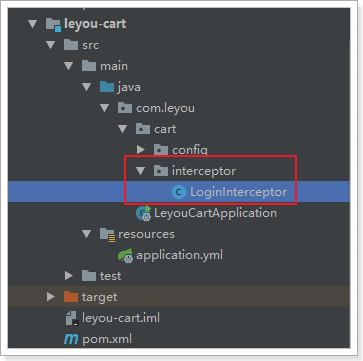 leyou-cart
src
main
java
com.leyou
cart
config
interceptor
LoginInterceptor
LeyouCartApplication
resources
application.yml
test
target
leyou-cart.iml
pom.xml